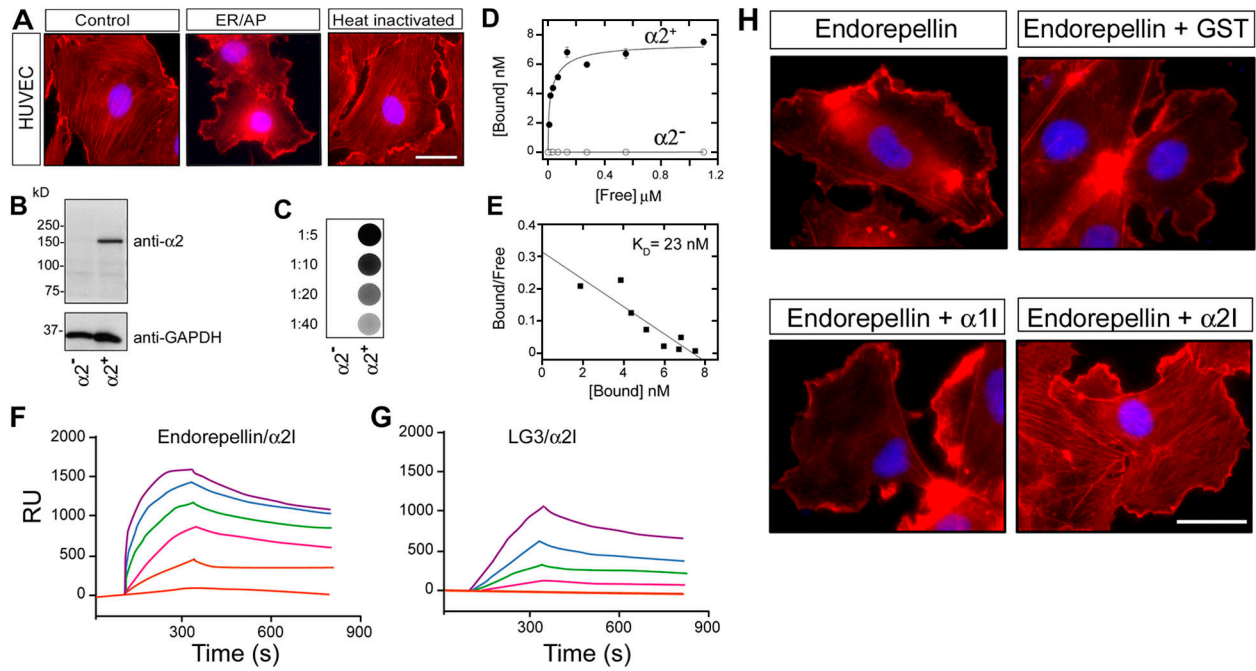 A
Control
ER/AP
Heat inactivated
HUVEC
B
kD
250-
150-
100-
75-
37-
anti-α2
anti-GAPDH
α2⁻
α2⁺
C
1:5
1:10
1:20
1:40
α2⁻
α2⁺
D
[Bound] nM
8
6
4
2
0
α2⁺
α2⁻
0
0.4
0.8
1.2
[Free] μM
E
Bound/Free
0.4
0.3
0.2
0.1
0
K_D= 23 nM
0
2
4
6
8
[Bound] nM
F
Endorepellin/α2I
RU
2000
1500
1000
500
0
300
600
900
Time (s)
G
LG3/α2I
2000
1500
1000
500
0
300
600
900
Time (s)
H
Endorepellin
Endorepellin + GST
Endorepellin + α1I
Endorepellin + α2I